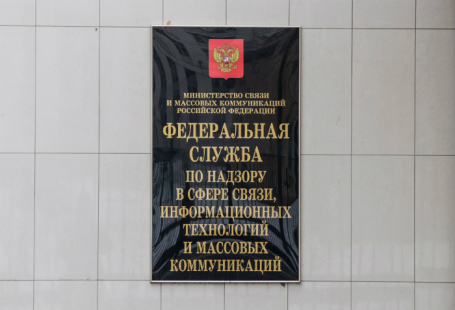 МИНИСТЕРСТВО СВЯЗИ
И МАССОВЫХ КОММУНИКАЦИЙ
РОССИЙСКОЙ ФЕДЕРАЦИИ
ФЕДЕРАЛЬНАЯ
СЛУЖБА
ПО НАДЗОРУ
В СФЕРЕ СВЯЗИ,
ИНФОРМАЦИОННЫХ
ТЕХНОЛОГИЙ
И МАССОВЫХ
КОММУНИКАЦИЙ